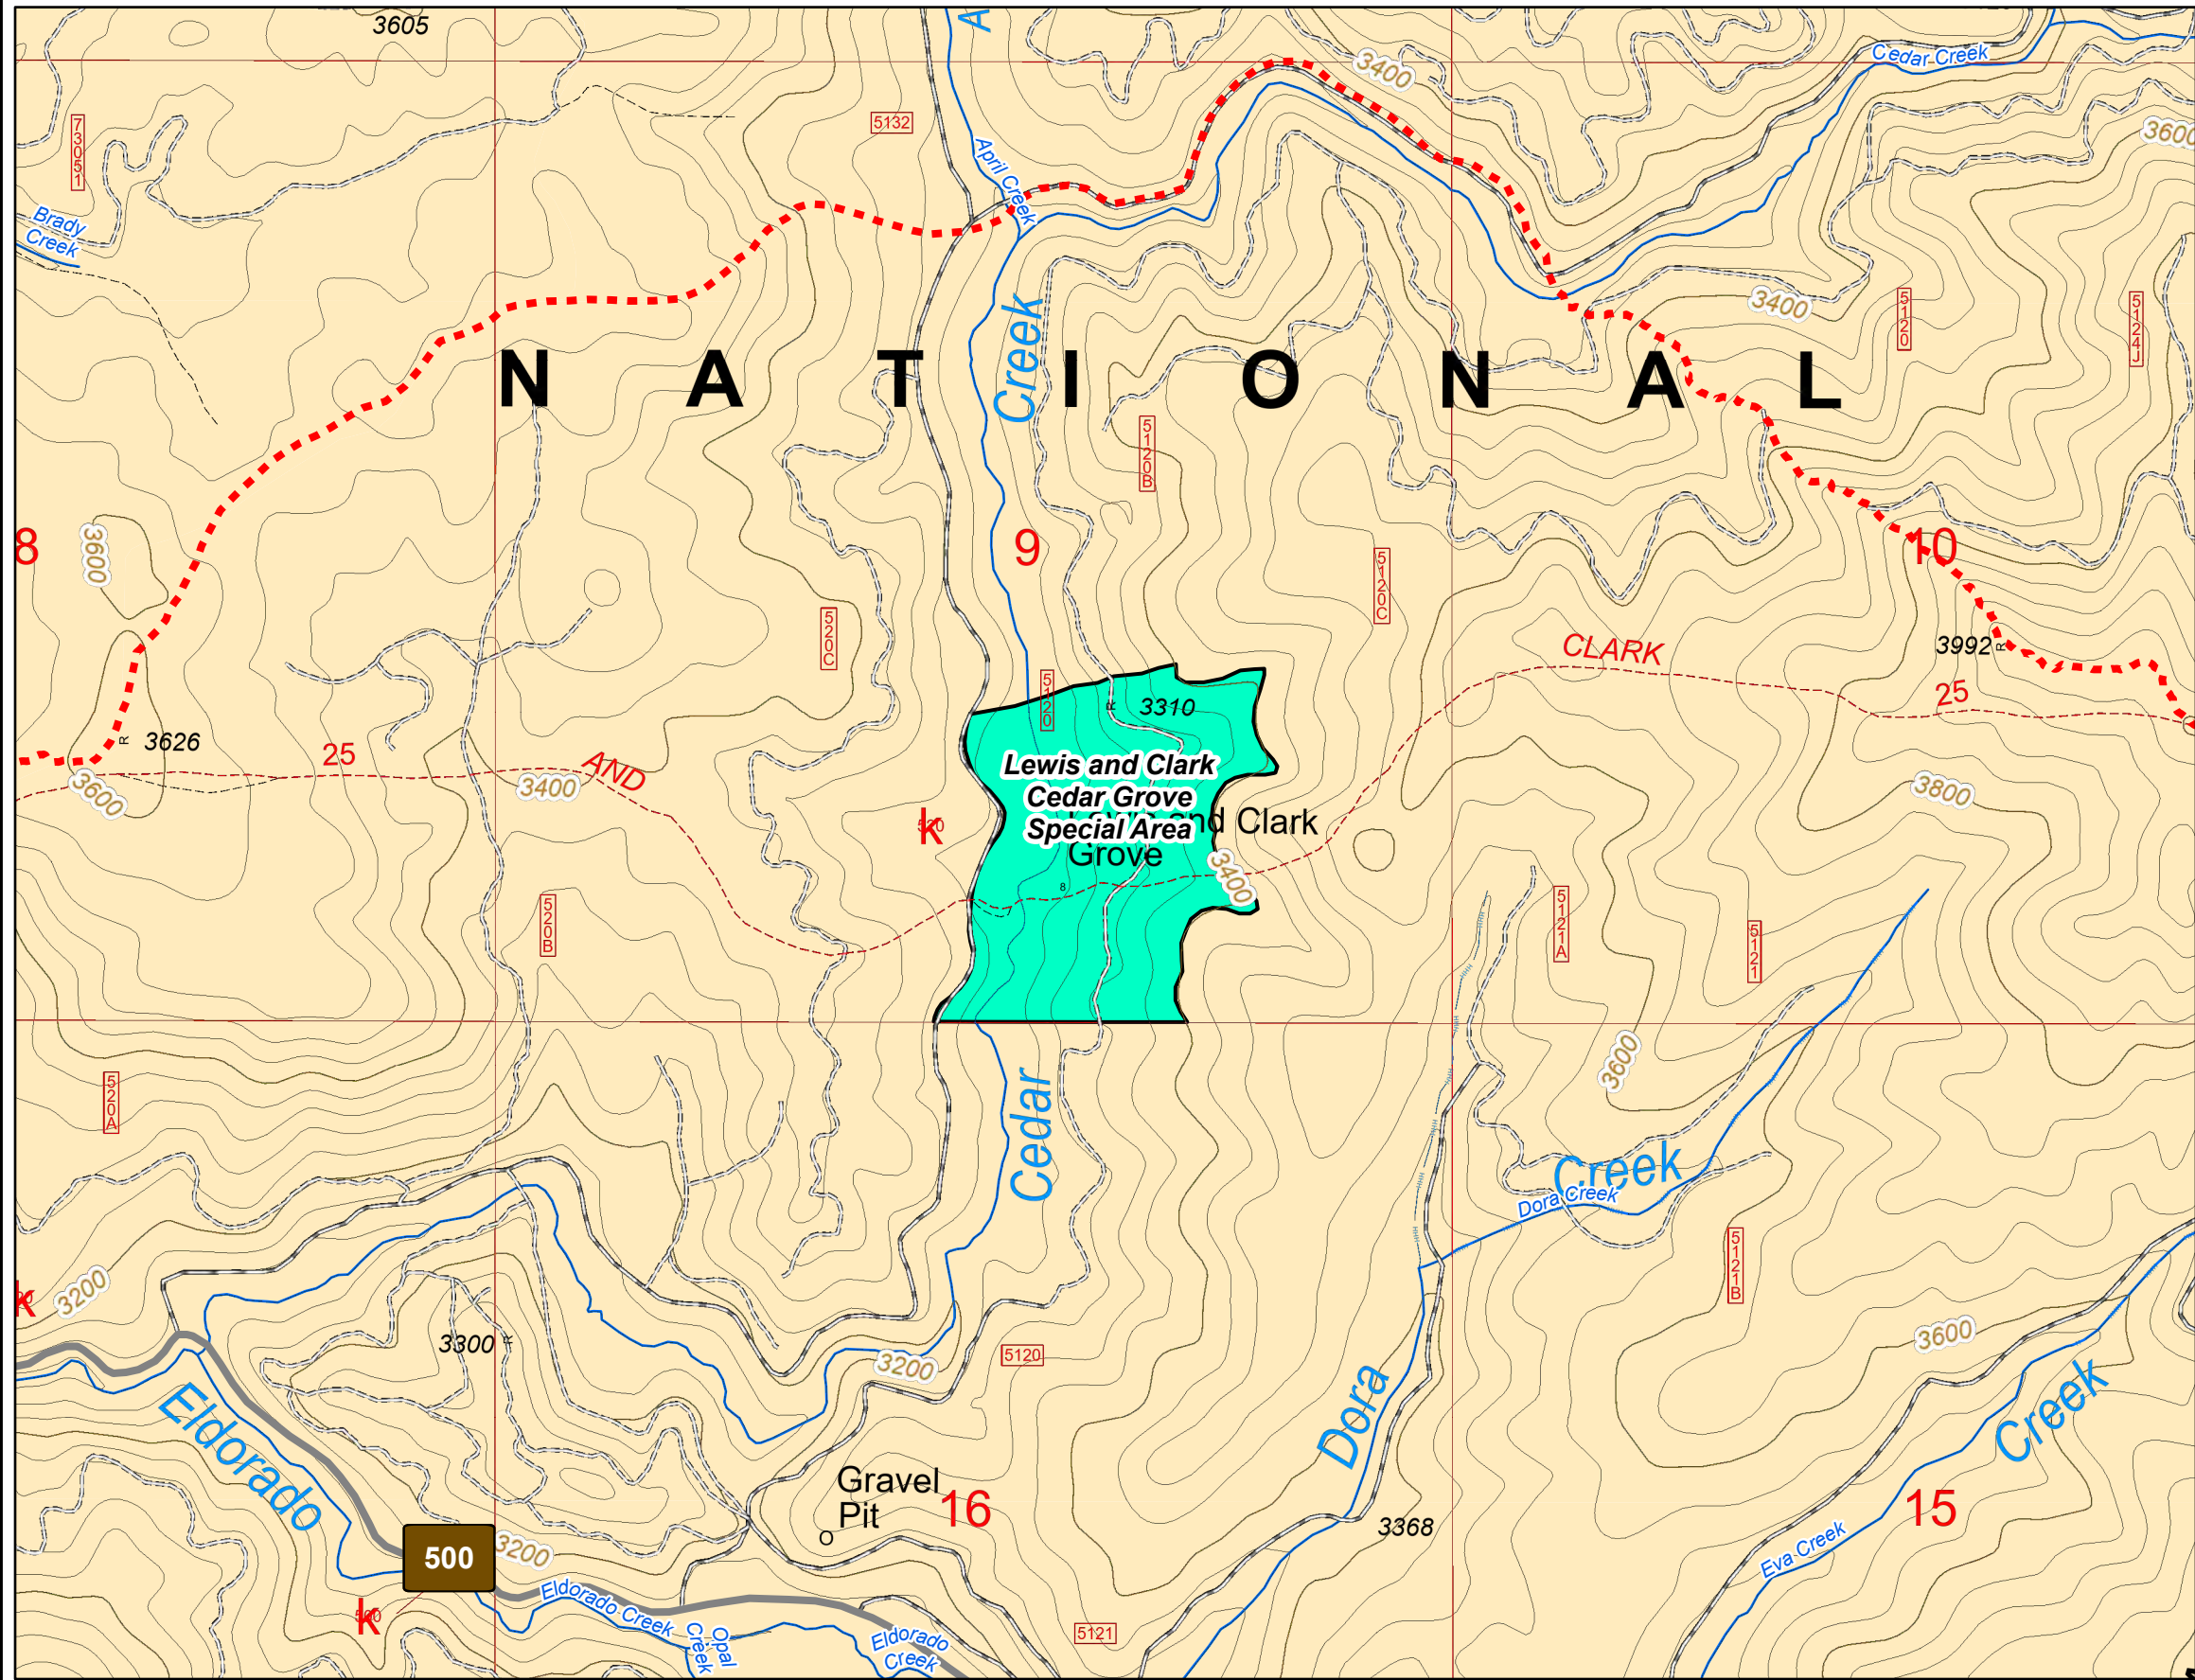 3605
A
Cedar Creek
3400
5132
73051
3600
April Creek
Brady
Creek
3400
5120
5124J
Creek
N A T I O N A L
5120B
8
3600
9
10
5120C
520C
CLARK
3992
R
25
5120
R
3310
R
3626
25
AND
3600
3400
Lewis and Clark
Cedar Grove
Special Area
Lewis and Clark
Grove
3800
520
k
3400
8
520B
5121A
5121
3600
520A
Cedar
Creek
Dora Creek
5121B
k
3200
3300
R
3200
5120
3600
Eldorado
Dora
Creek
Gravel
Pit
16
15
3368
500
3200
Eva Creek
k
500
Eldorado Creek
Opal
Creek
Eldorado
Creek
5121